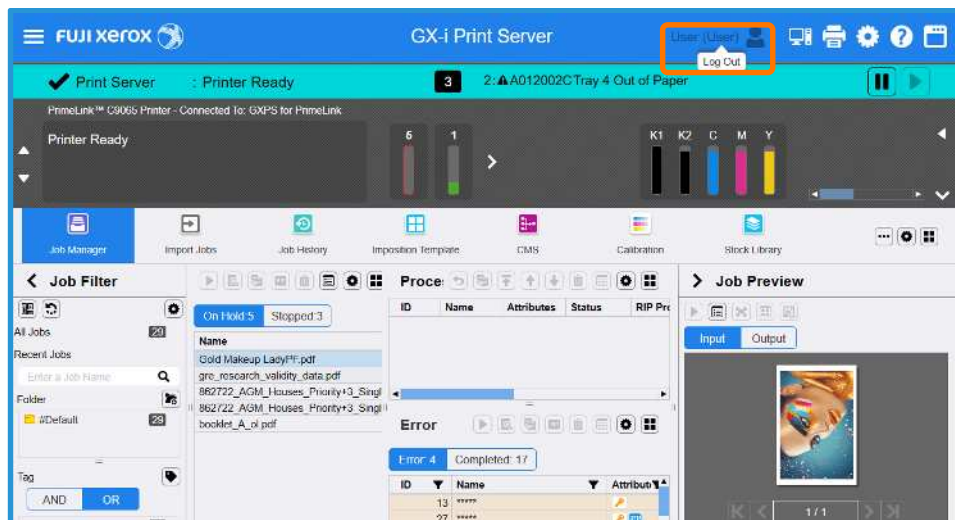 FUJI XEROX
GX-i Print Server
User (User)
Log Out
Print Server : Printer Ready
3
2: A012002C Tray 4 Out of Paper
PrimeLink™ C9065 Printer - Connected To: GXPS for PrimeLink
Printer Ready
5 1
K1 K2 C M Y
Job Manager
Import Jobs
Job History
Imposition Template
CMS
Calibration
Stock Library
Job Filter
All Jobs 29
Recent Jobs
Enter a Job Name
Folder
#Default 29
Tag
AND OR
On Hold:5 Stopped:3
Name
Gold Makeup Lady
gre_research_validity_data.pdf
862722_AGM_Houses_Priority+3_Singl
862722_AGM_Houses_Priority+3_Singl
booklet_A_ol.pdf
Proce:
ID Name Attributes Status RIP Pro
Error
Error: 4 Completed: 17
ID Name Attribut
13 *****
27 *****
Job Preview
Input Output
1/1